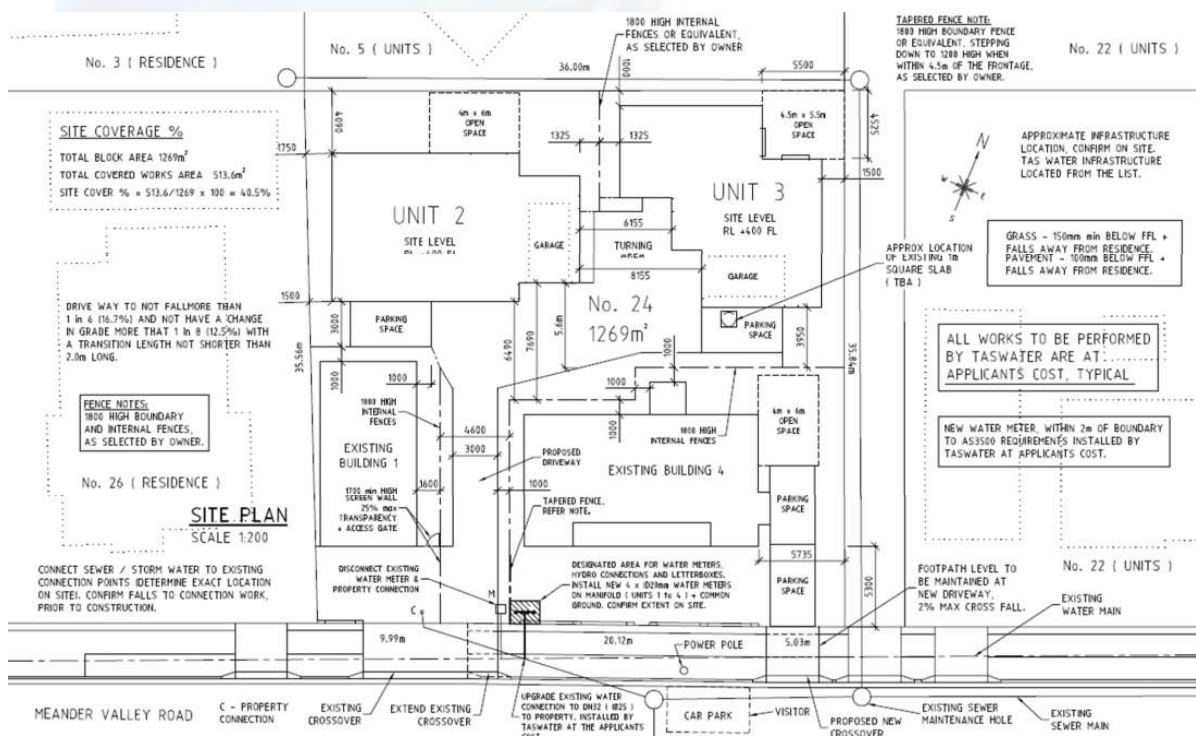 No. 3 ( RESIDENCE )
No. 5 ( UNITS )
1800 HIGH INTERNAL
FENCES OR EQUIVALENT,
AS SELECTED BY OWNER
36.00m
1000
5500
TAPERED FENCE NOTE:
1800 HIGH BOUNDARY FENCE
OR EQUIVALENT, STEPPING
DOWN TO 1200 HIGH WHEN
WITHIN 4.5m OF THE FRONTAGE,
AS SELECTED BY OWNER.
No. 22 ( UNITS )
SITE COVERAGE %
TOTAL BLOCK AREA 1269m²
TOTAL COVERED WORKS AREA 513.6m²
SITE COVER % = 513.6/1269 x 100 = 40.5%
1750
4060
4m x 6m
OPEN
SPACE
1325
1325
4.5m x 5.5m
OPEN
SPACE
4525
1500
APPROXIMATE INFRASTRUCTURE
LOCATION, CONFIRM ON SITE.
TAS WATER INFRASTRUCTURE
LOCATED FROM THE LIST.
N
W
E
S
UNIT 2
SITE LEVEL
GARAGE
6155
TURNING
AREA
8155
UNIT 3
SITE LEVEL
RL +400 FL
GARAGE
APPROX LOCATION
OF EXISTING 1m
SQUARE SLAB
( TBA )
GRASS - 150mm min BELOW FFL +
FALLS AWAY FROM RESIDENCE.
PAVEMENT - 100mm BELOW FFL +
FALLS AWAY FROM RESIDENCE.
DRIVE WAY TO NOT FALLMORE THAN
1 in 6 (16.7%) AND NOT HAVE A CHANGE
IN GRADE MORE THAT 1 in 8 (12.5%) WITH
A TRANSITION LENGTH NOT SHORTER THAN
2.0m LONG.
1500
3000
PARKING
SPACE
35.56m
1000
6490
7690
5.6m
No. 24
1269m²
1000
PARKING
SPACE
3950
35.84m
ALL WORKS TO BE PERFORMED
BY TASWATER ARE AT
APPLICANTS COST, TYPICAL
FENCE NOTES:
1800 HIGH BOUNDARY
AND INTERNAL FENCES,
AS SELECTED BY OWNER.
1000
1800 HIGH
INTERNAL
FENCES
1000
1000
1800 HIGH
INTERNAL FENCES
4m x 6m
OPEN
SPACE
NEW WATER METER, WITHIN 2m OF BOUNDARY
TO AS3500 REQUIREMENTS INSTALLED BY
TASWATER AT APPLICANTS COST.
No. 26 ( RESIDENCE )
EXISTING
BUILDING 1
4600
3000
PROPOSED
DRIVEWAY
EXISTING BUILDING 4
1600
1000
1700 min HIGH
SCREEN WALL
25% max
TRANSPARENCY
+ ACCESS GATE
TAPERED FENCE,
REFER NOTE.
PARKING
SPACE
SITE PLAN
SCALE 1:200
5735
PARKING
SPACE
5300
CONNECT SEWER / STORM WATER TO EXISTING
CONNECTION POINTS (DETERMINE EXACT LOCATION
ON SITE). CONFIRM FALLS TO CONNECTION WORK,
PRIOR TO CONSTRUCTION.
DISCONNECT EXISTING
WATER METER &
PROPERTY CONNECTION
M
C
DESIGNATED AREA FOR WATER METERS,
HYDRO CONNECTIONS AND LETTERBOXES.
INSTALL NEW 4 x ID20mm WATER METERS
ON MANIFOLD ( UNITS 1 to 4 ) + COMMON
GROUND. CONFIRM EXTENT ON SITE.
FOOTPATH LEVEL TO
BE MAINTAINED AT
NEW DRIVEWAY,
2% MAX CROSS FALL.
No. 22 ( UNITS )
EXISTING
WATER MAIN
9.99m
20.12m
POWER POLE
5.03m
MEANDER VALLEY ROAD
C - PROPERTY
CONNECTION
EXISTING
CROSSOVER
EXTEND EXISTING
CROSSOVER
UPGRADE EXISTING WATER
CONNECTION TO DN32 ( ID25 )
TO PROPERTY, INSTALLED BY
TASWATER AT THE APPLICANTS
CAR PARK
VISITOR
PROPOSED NEW
CROSSOVER
EXISTING SEWER
MAINTENANCE HOLE
EXISTING
SEWER MAIN